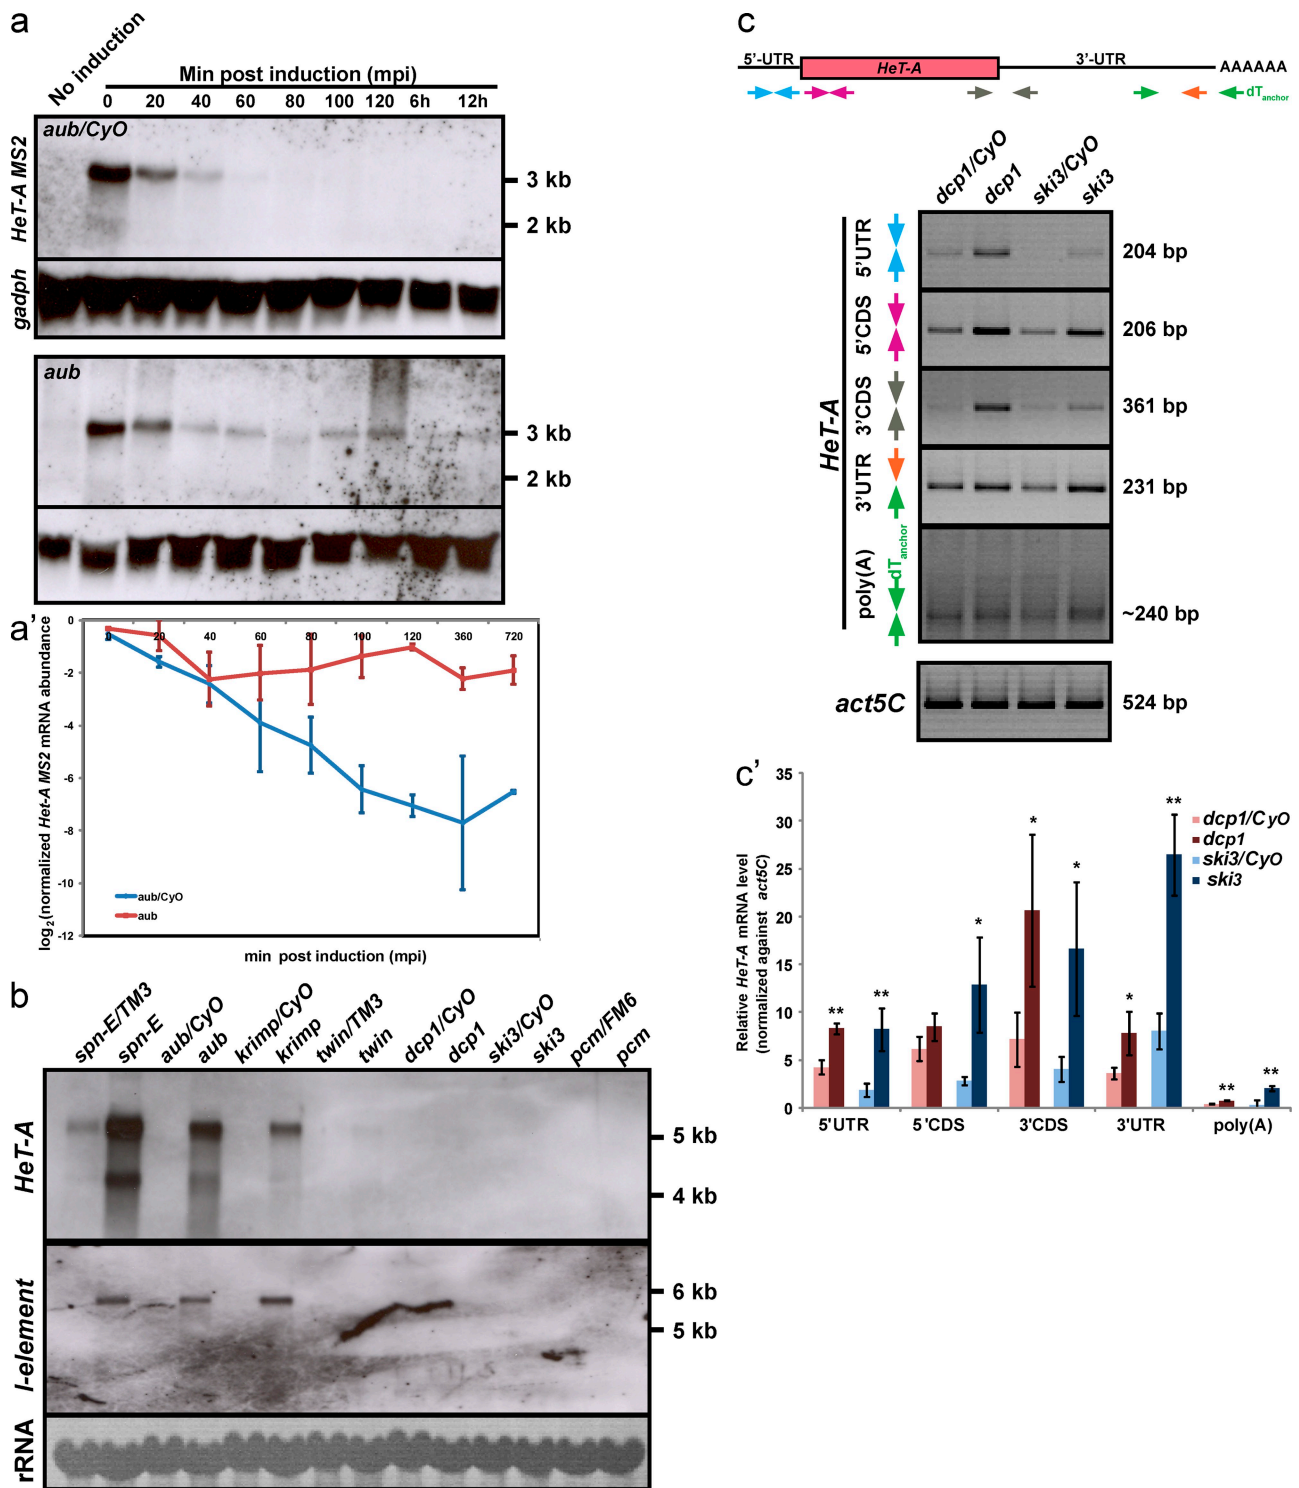 a
No induction
Min post induction (mpi)
0 20 40 60 80 100 120 6h 12h
HeT-A MS2
aub/CyO
3 kb
2 kb
gadph
aub
3 kb
2 kb
a'
log2(normalized Het-A MS2 mRNA abundance
0
-2
-4
-6
-8
-10
-12
0 20 40 60 80 100 120 360 720
aub/CyO
aub
min post induction (mpi)
b
spn-E/TM3
spn-E
aub/CyO
aub
krimp/CyO
krimp
twin/TM3
twin
dcp1/CyO
dcp1
ski3/CyO
ski3
pcm/FM6
pcm
HeT-A
5 kb
4 kb
I-element
6 kb
5 kb
rRNA
c
5'-UTR HeT-A 3'-UTR AAAAAA
dTanchor
dcp1/CyO
dcp1
ski3/CyO
ski3
HeT-A
5'UTR
204 bp
5'CDS
206 bp
3'CDS
361 bp
3'UTR
231 bp
poly(A)
dTanchor
~240 bp
act5C
524 bp
c'
Relative HeT-A mRNA level
(normalized against act5C)
35
30
25
20
15
10
5
0
** ** * * * * ** ** **
dcp1/CyO
dcp1
ski3/CyO
ski3
5'UTR 5'CDS 3'CDS 3'UTR poly(A)